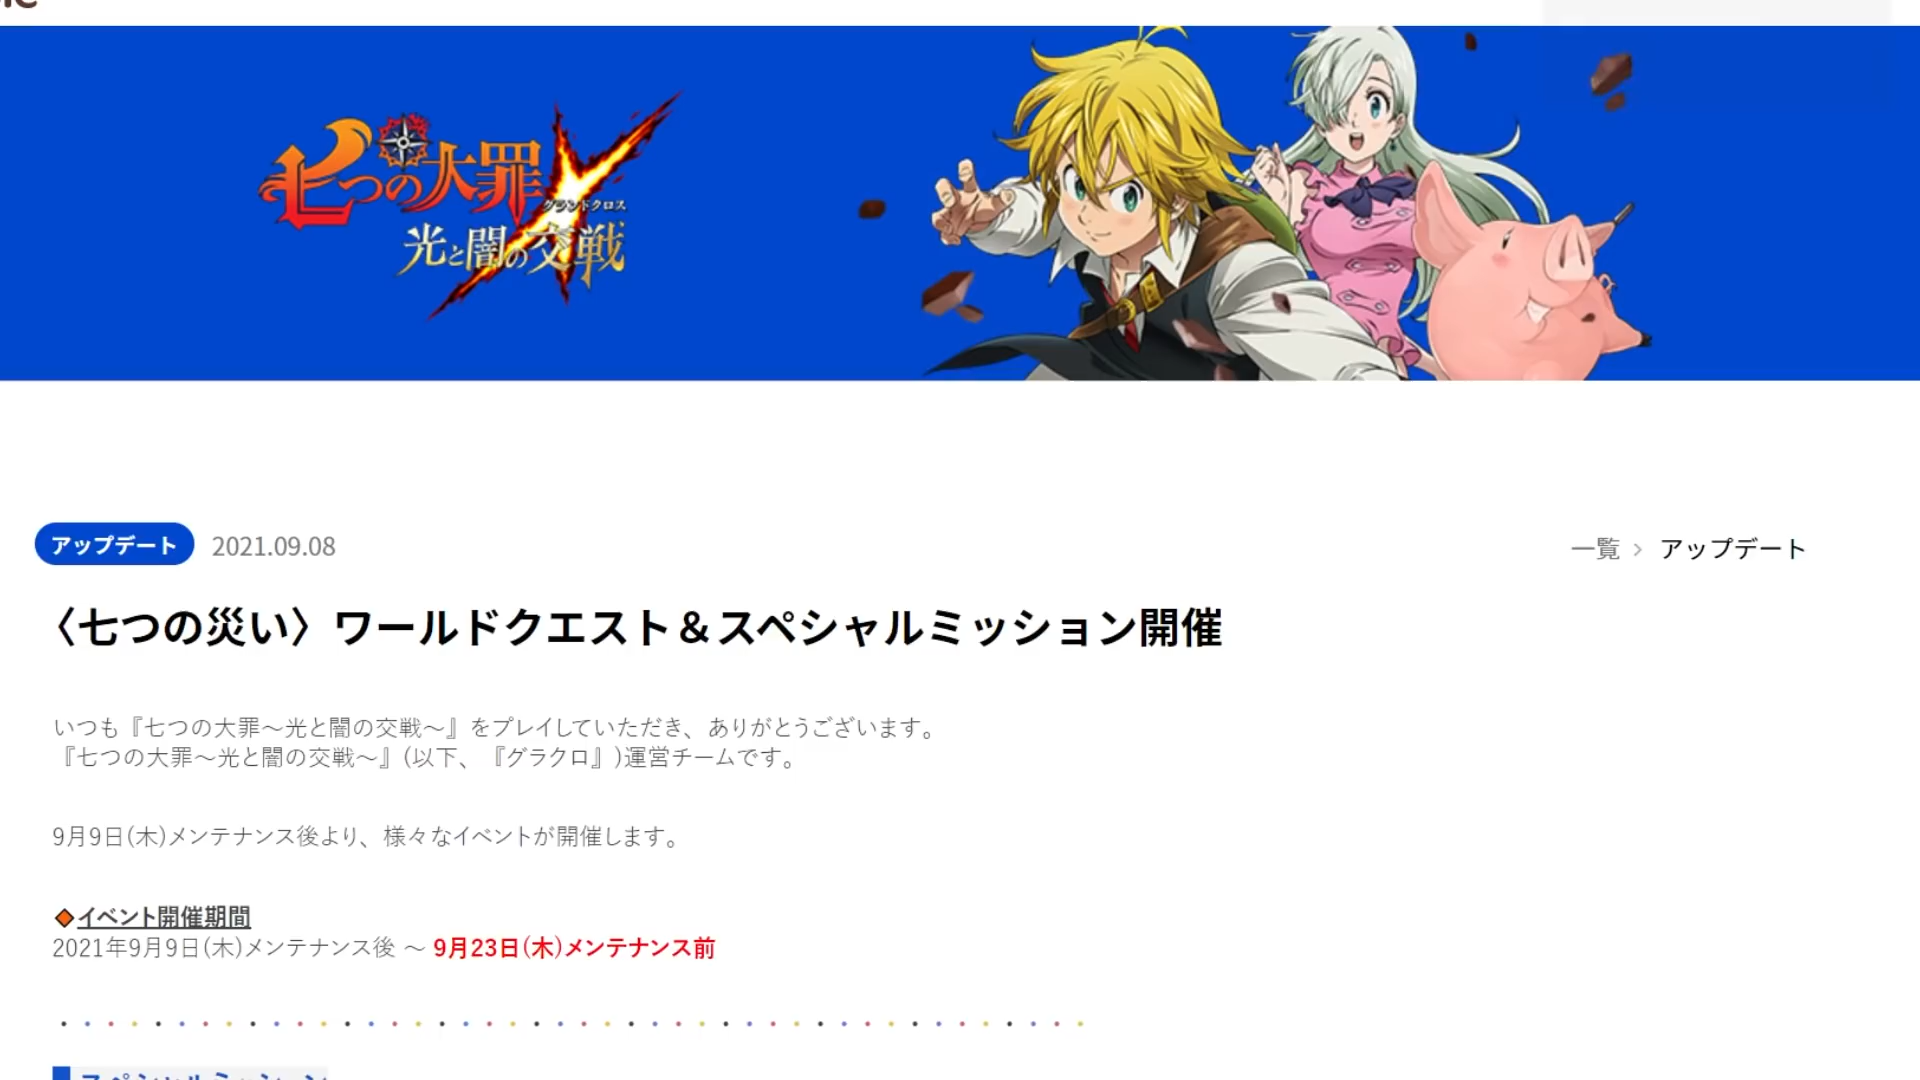 七つの大罪
グランドクロス
光と闇の交戦
アップデート 2021.09.08
一覧 › アップデート
〈七つの災い〉ワールドクエスト＆スペシャルミッション開催
いつも『七つの大罪～光と闇の交戦～』をプレイしていただき、ありがとうございます。
『七つの大罪～光と闇の交戦～』(以下、『グラクロ』)運営チームです。
9月9日(木)メンテナンス後より、様々なイベントが開催します。
◆イベント開催期間
2021年9月9日(木)メンテナンス後 ～ 9月23日(木)メンテナンス前
スペシャルミッション